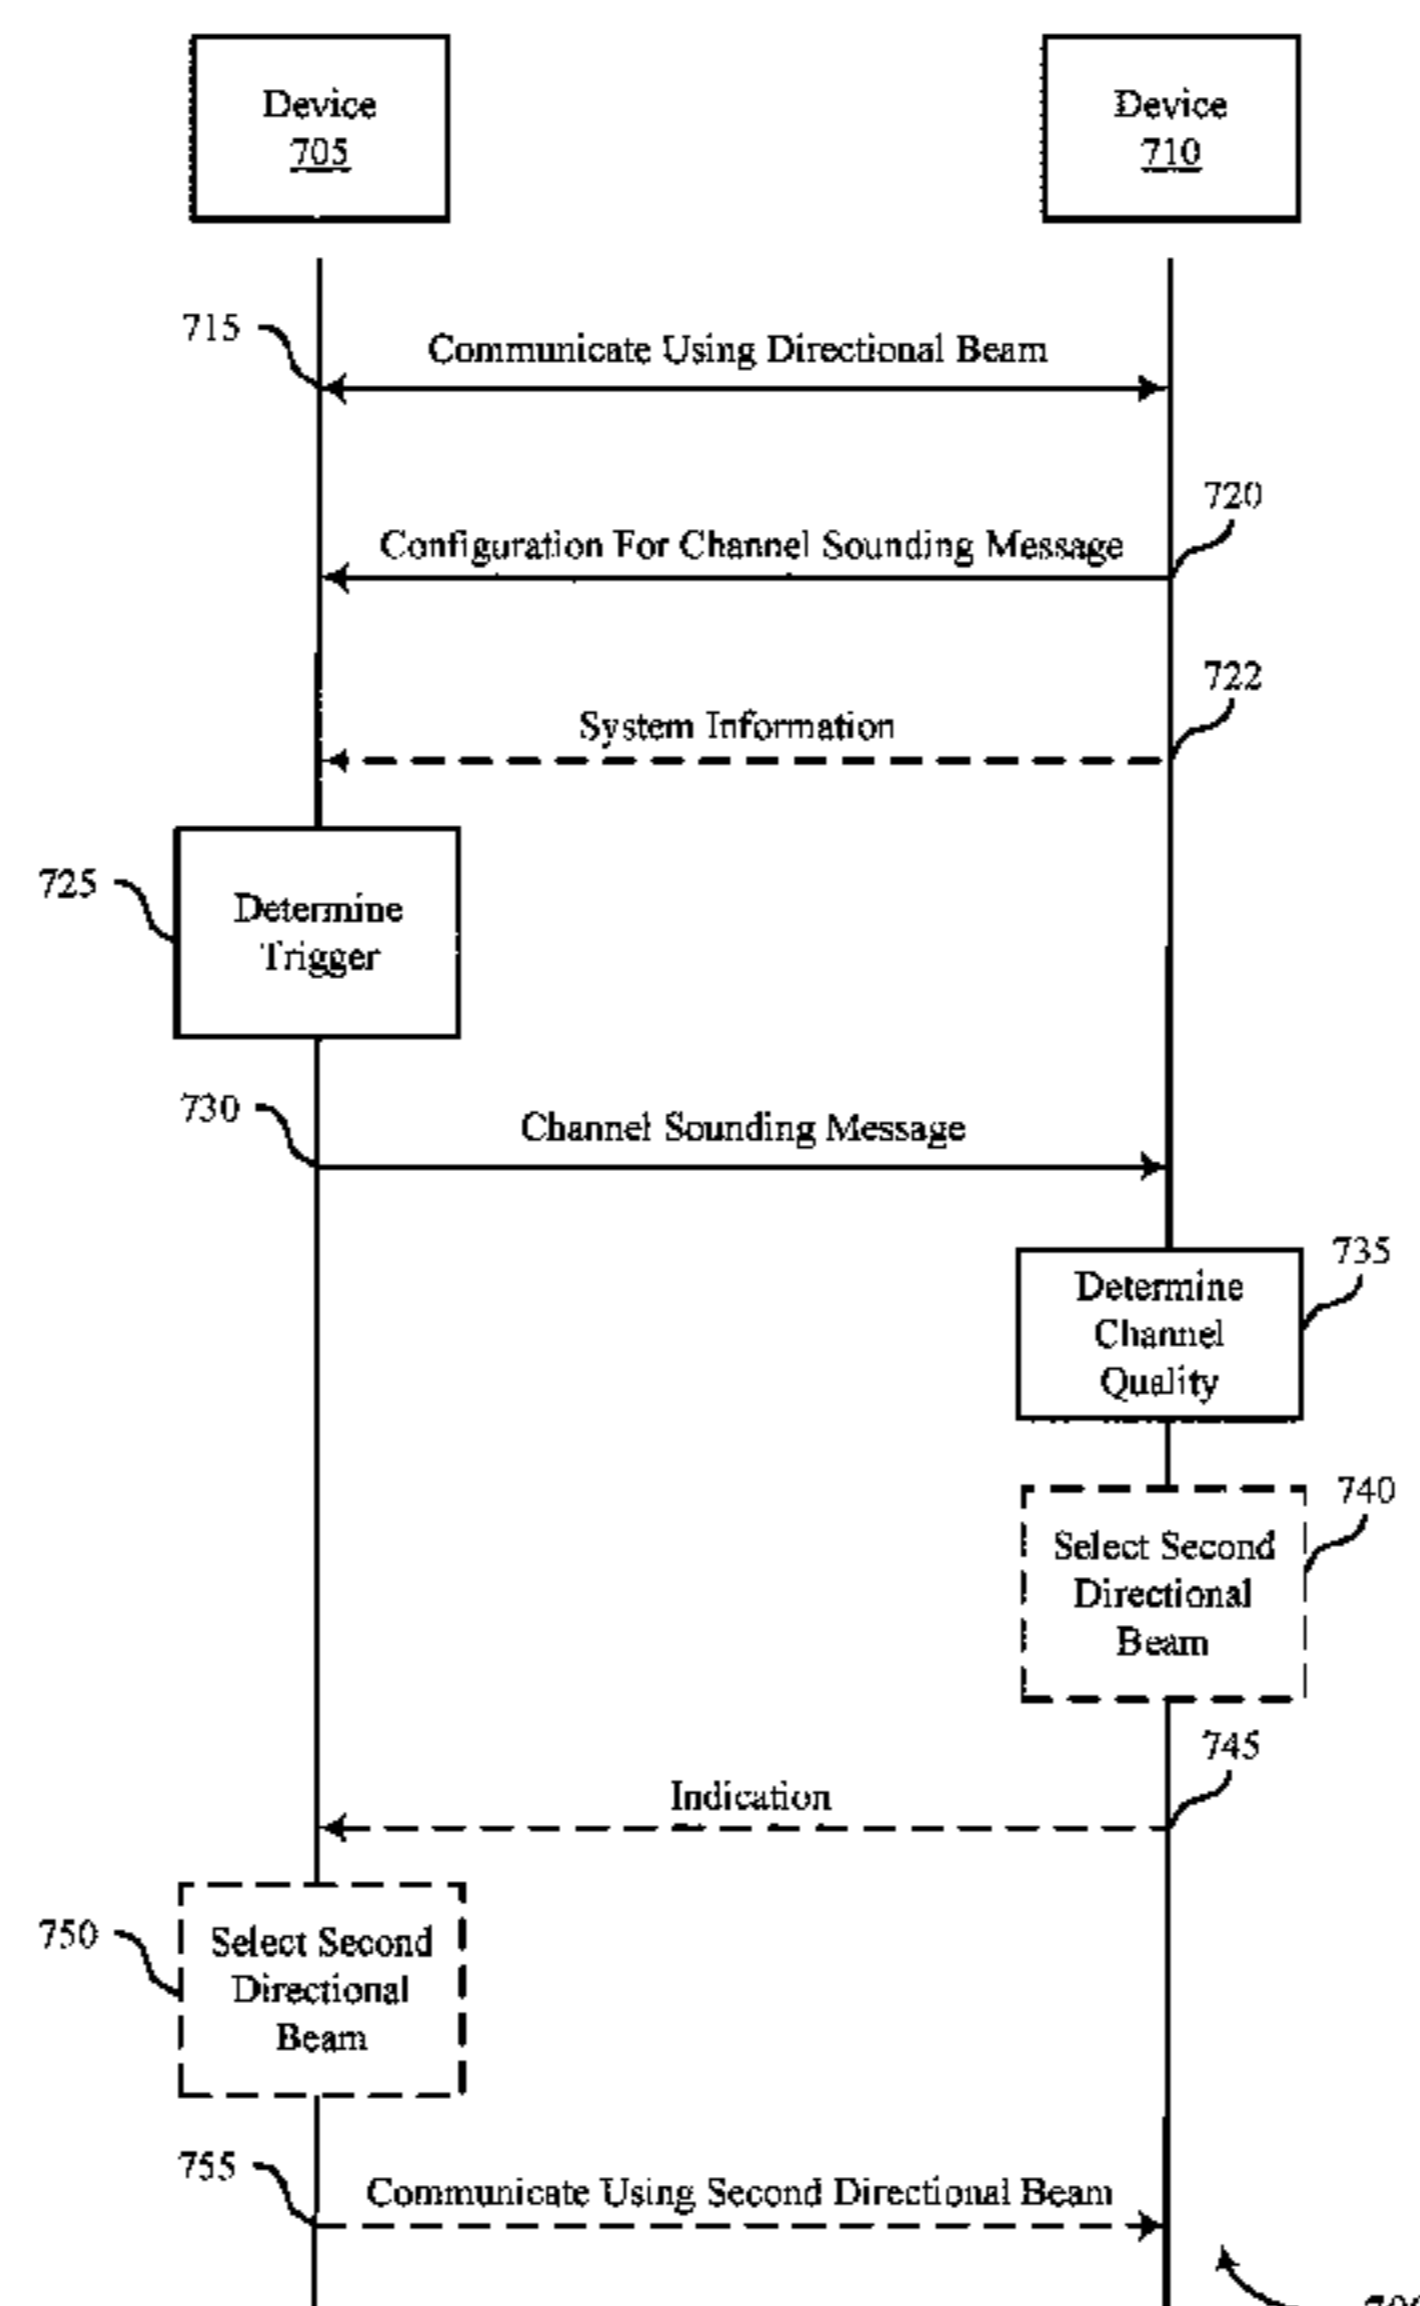 Device
705
Device
710
715
Communicate Using Directional Beam
720
Configuration For Channel Sounding Message
722
System Information
725
Determine
Trigger
730
Channel Sounding Message
735
Determine
Channel
Quality
740
Select Second
Directional
Beam
745
Indication
750
Select Second
Directional
Beam
755
Communicate Using Second Directional Beam